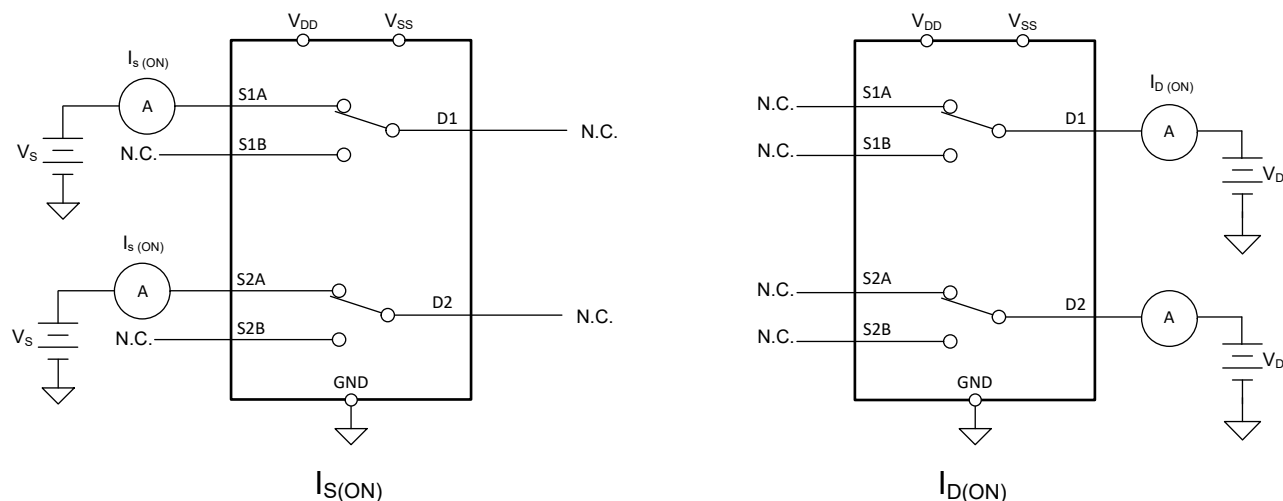 VDD
VSS
Is (ON)
A
S1A
D1
N.C.
VS
N.C.
S1B
Is (ON)
A
S2A
D2
N.C.
VS
N.C.
S2B
GND
IS(ON)
VDD
VSS
N.C.
S1A
ID (ON)
D1
A
N.C.
S1B
VD
N.C.
S2A
D2
A
N.C.
S2B
VD
GND
ID(ON)